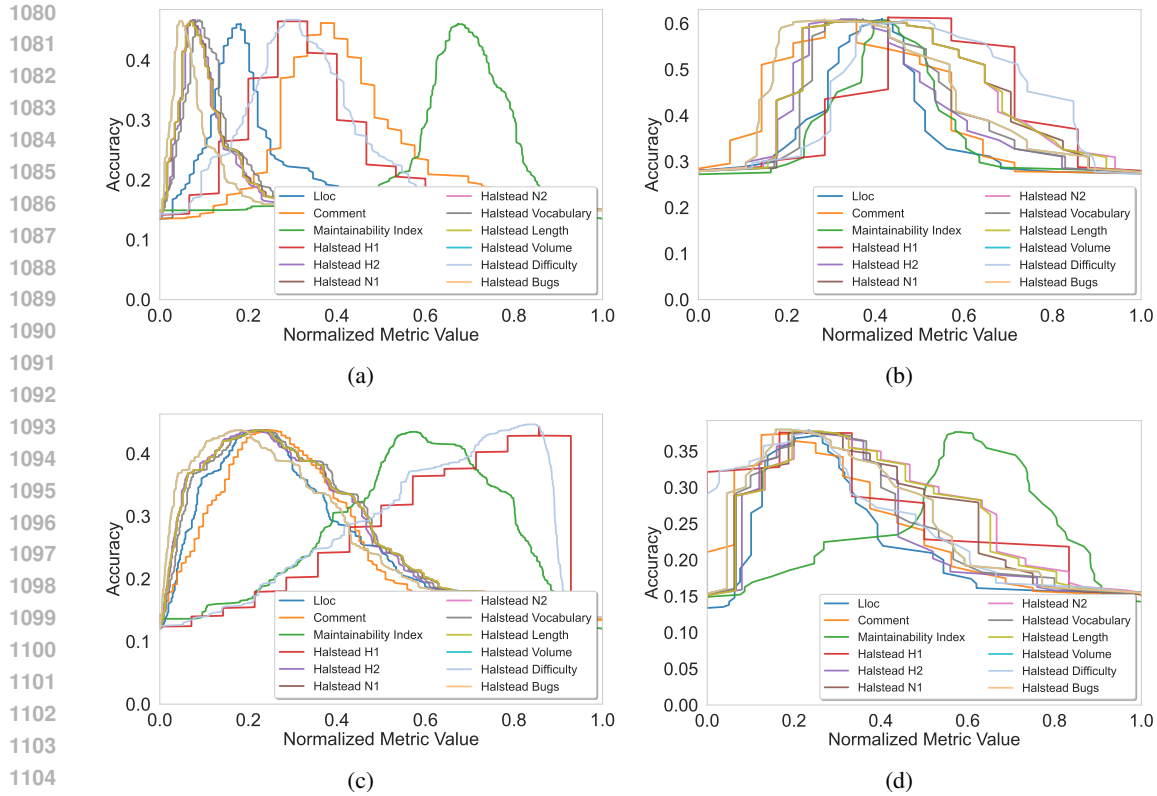 1080
1081
1082
1083
1084
1085
1086
1087
1088
1089
1090
1091
1092
1093
1094
1095
1096
1097
1098
1099
1100
1101
1102
1103
1104
Accuracy
0.4
0.3
0.2
0.1
0.0
Lloc
Comment
Maintainability Index
Halstead H1
Halstead H2
Halstead N1
Halstead N2
Halstead Vocabulary
Halstead Length
Halstead Volume
Halstead Difficulty
Halstead Bugs
0.0 0.2 0.4 0.6 0.8 1.0
Normalized Metric Value
(a)
Accuracy
0.6
0.5
0.4
0.3
0.2
0.1
0.0
Lloc
Comment
Maintainability Index
Halstead H1
Halstead H2
Halstead N1
Halstead N2
Halstead Vocabulary
Halstead Length
Halstead Volume
Halstead Difficulty
Halstead Bugs
0.0 0.2 0.4 0.6 0.8 1.0
Normalized Metric Value
(b)
Accuracy
0.4
0.3
0.2
0.1
0.0
Lloc
Comment
Maintainability Index
Halstead H1
Halstead H2
Halstead N1
Halstead N2
Halstead Vocabulary
Halstead Length
Halstead Volume
Halstead Difficulty
Halstead Bugs
0.0 0.2 0.4 0.6 0.8 1.0
Normalized Metric Value
(c)
Accuracy
0.35
0.30
0.25
0.20
0.15
0.10
0.05
0.00
Lloc
Comment
Maintainability Index
Halstead H1
Halstead H2
Halstead N1
Halstead N2
Halstead Vocabulary
Halstead Length
Halstead Volume
Halstead Difficulty
Halstead Bugs
0.0 0.2 0.4 0.6 0.8 1.0
Normalized Metric Value
(d)